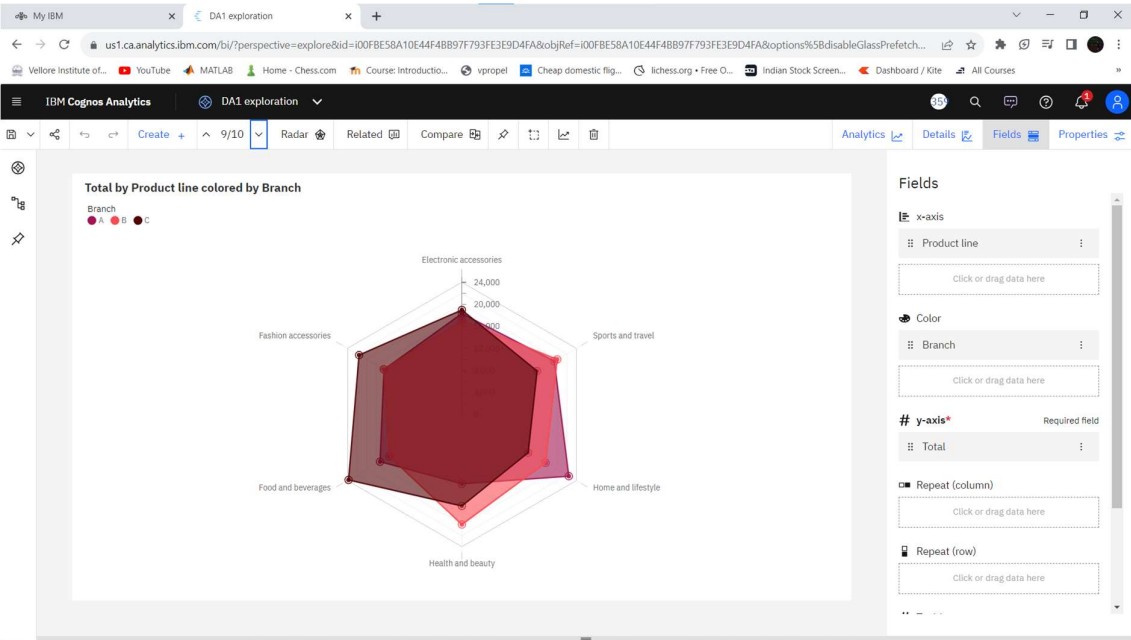 My IBM
DA1 exploration
us1.ca.analytics.ibm.com/bi/?perspective=explore&id=i00FBE58A10E44F4BB97F793FE3E9D4FA&objRef=i00FBE58A10E44F4BB97F793FE3E9D4FA&options%5BdisableGlassPrefetch...
Vellore Institute of... YouTube MATLAB Home - Chess.com Course: Introductio... vpropel Cheap domestic flig... lichess.org • Free O... Indian Stock Screen... Dashboard / Kite All Courses »
IBM Cognos Analytics DA1 exploration 359 1
Create + 9/10 Radar Related Compare Analytics Details Fields Properties
Total by Product line colored by Branch
Branch
A B C
Electronic accessories
24,000
20,000
Fashion accessories
Sports and travel
Food and beverages
Home and lifestyle
Health and beauty
Fields
x-axis
Product line
Click or drag data here
Color
Branch
Click or drag data here
# y-axis* Required field
Total
Repeat (column)
Click or drag data here
Repeat (row)
Click or drag data here